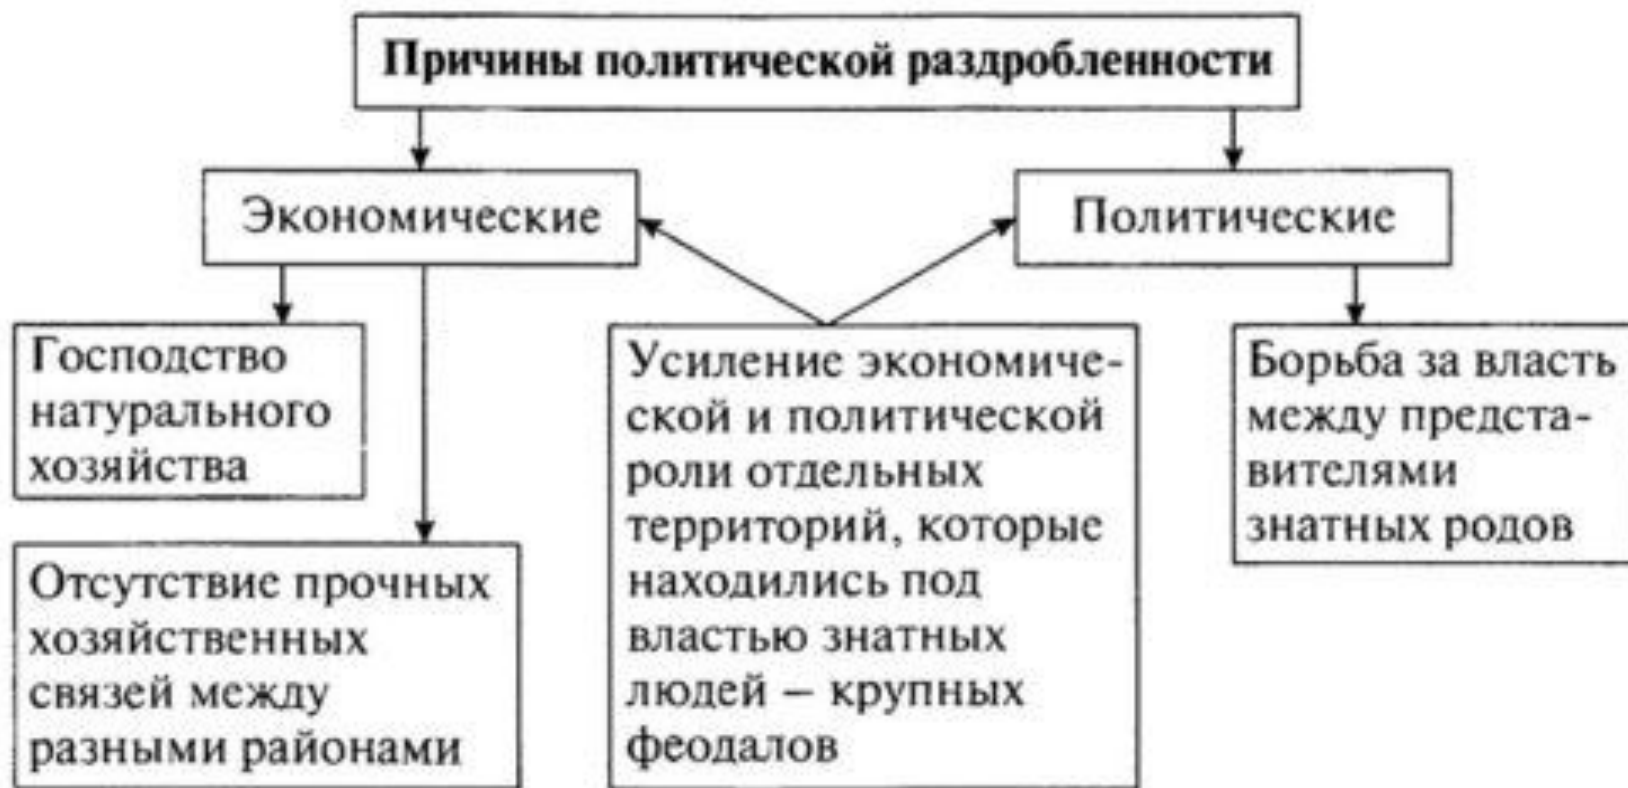 Причины политической раздробленности
Экономические
Политические
Господство
натурального
хозяйства
Отсутствие прочных
хозяйственных
связей между
разными районами
Усиление экономиче-
ской и политической
роли отдельных
территорий, которые
находились под
властью знатных
людей – крупных
феодалов
Борьба за власть
между предста-
вителями
знатных родов